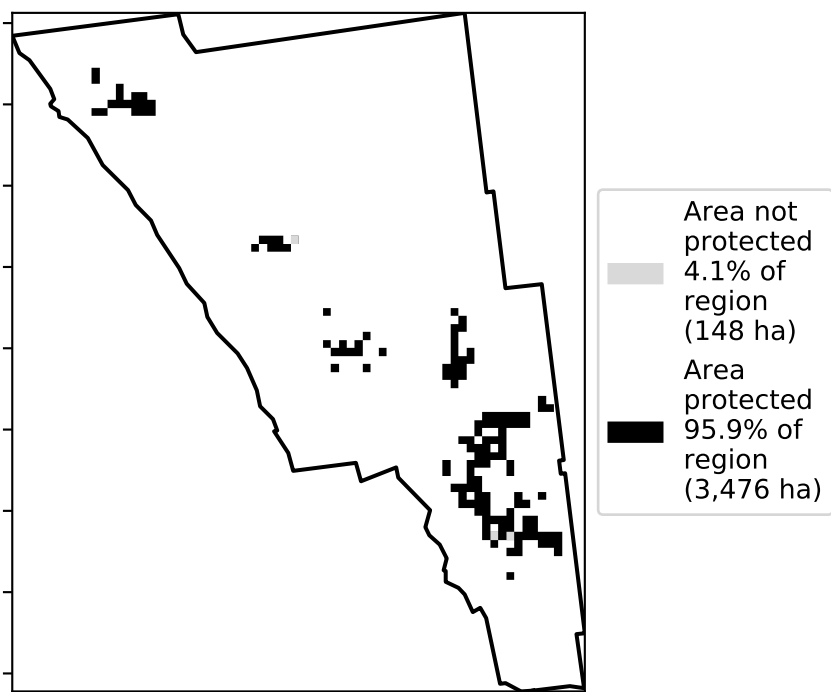 Area not
protected
4.1% of
region
(148 ha)
Area
protected
95.9% of
region
(3,476 ha)